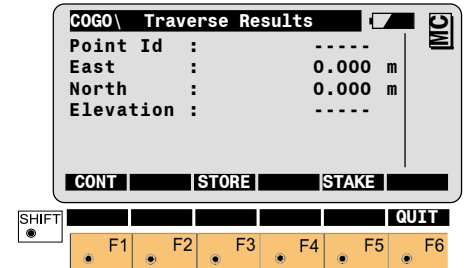 COGO\ Traverse Results MC
Point Id : -----
East : 0.000 m
North : 0.000 m
Elevation : -----
CONT STORE STAKE
SHIFT QUIT
F1 F2 F3 F4 F5 F6